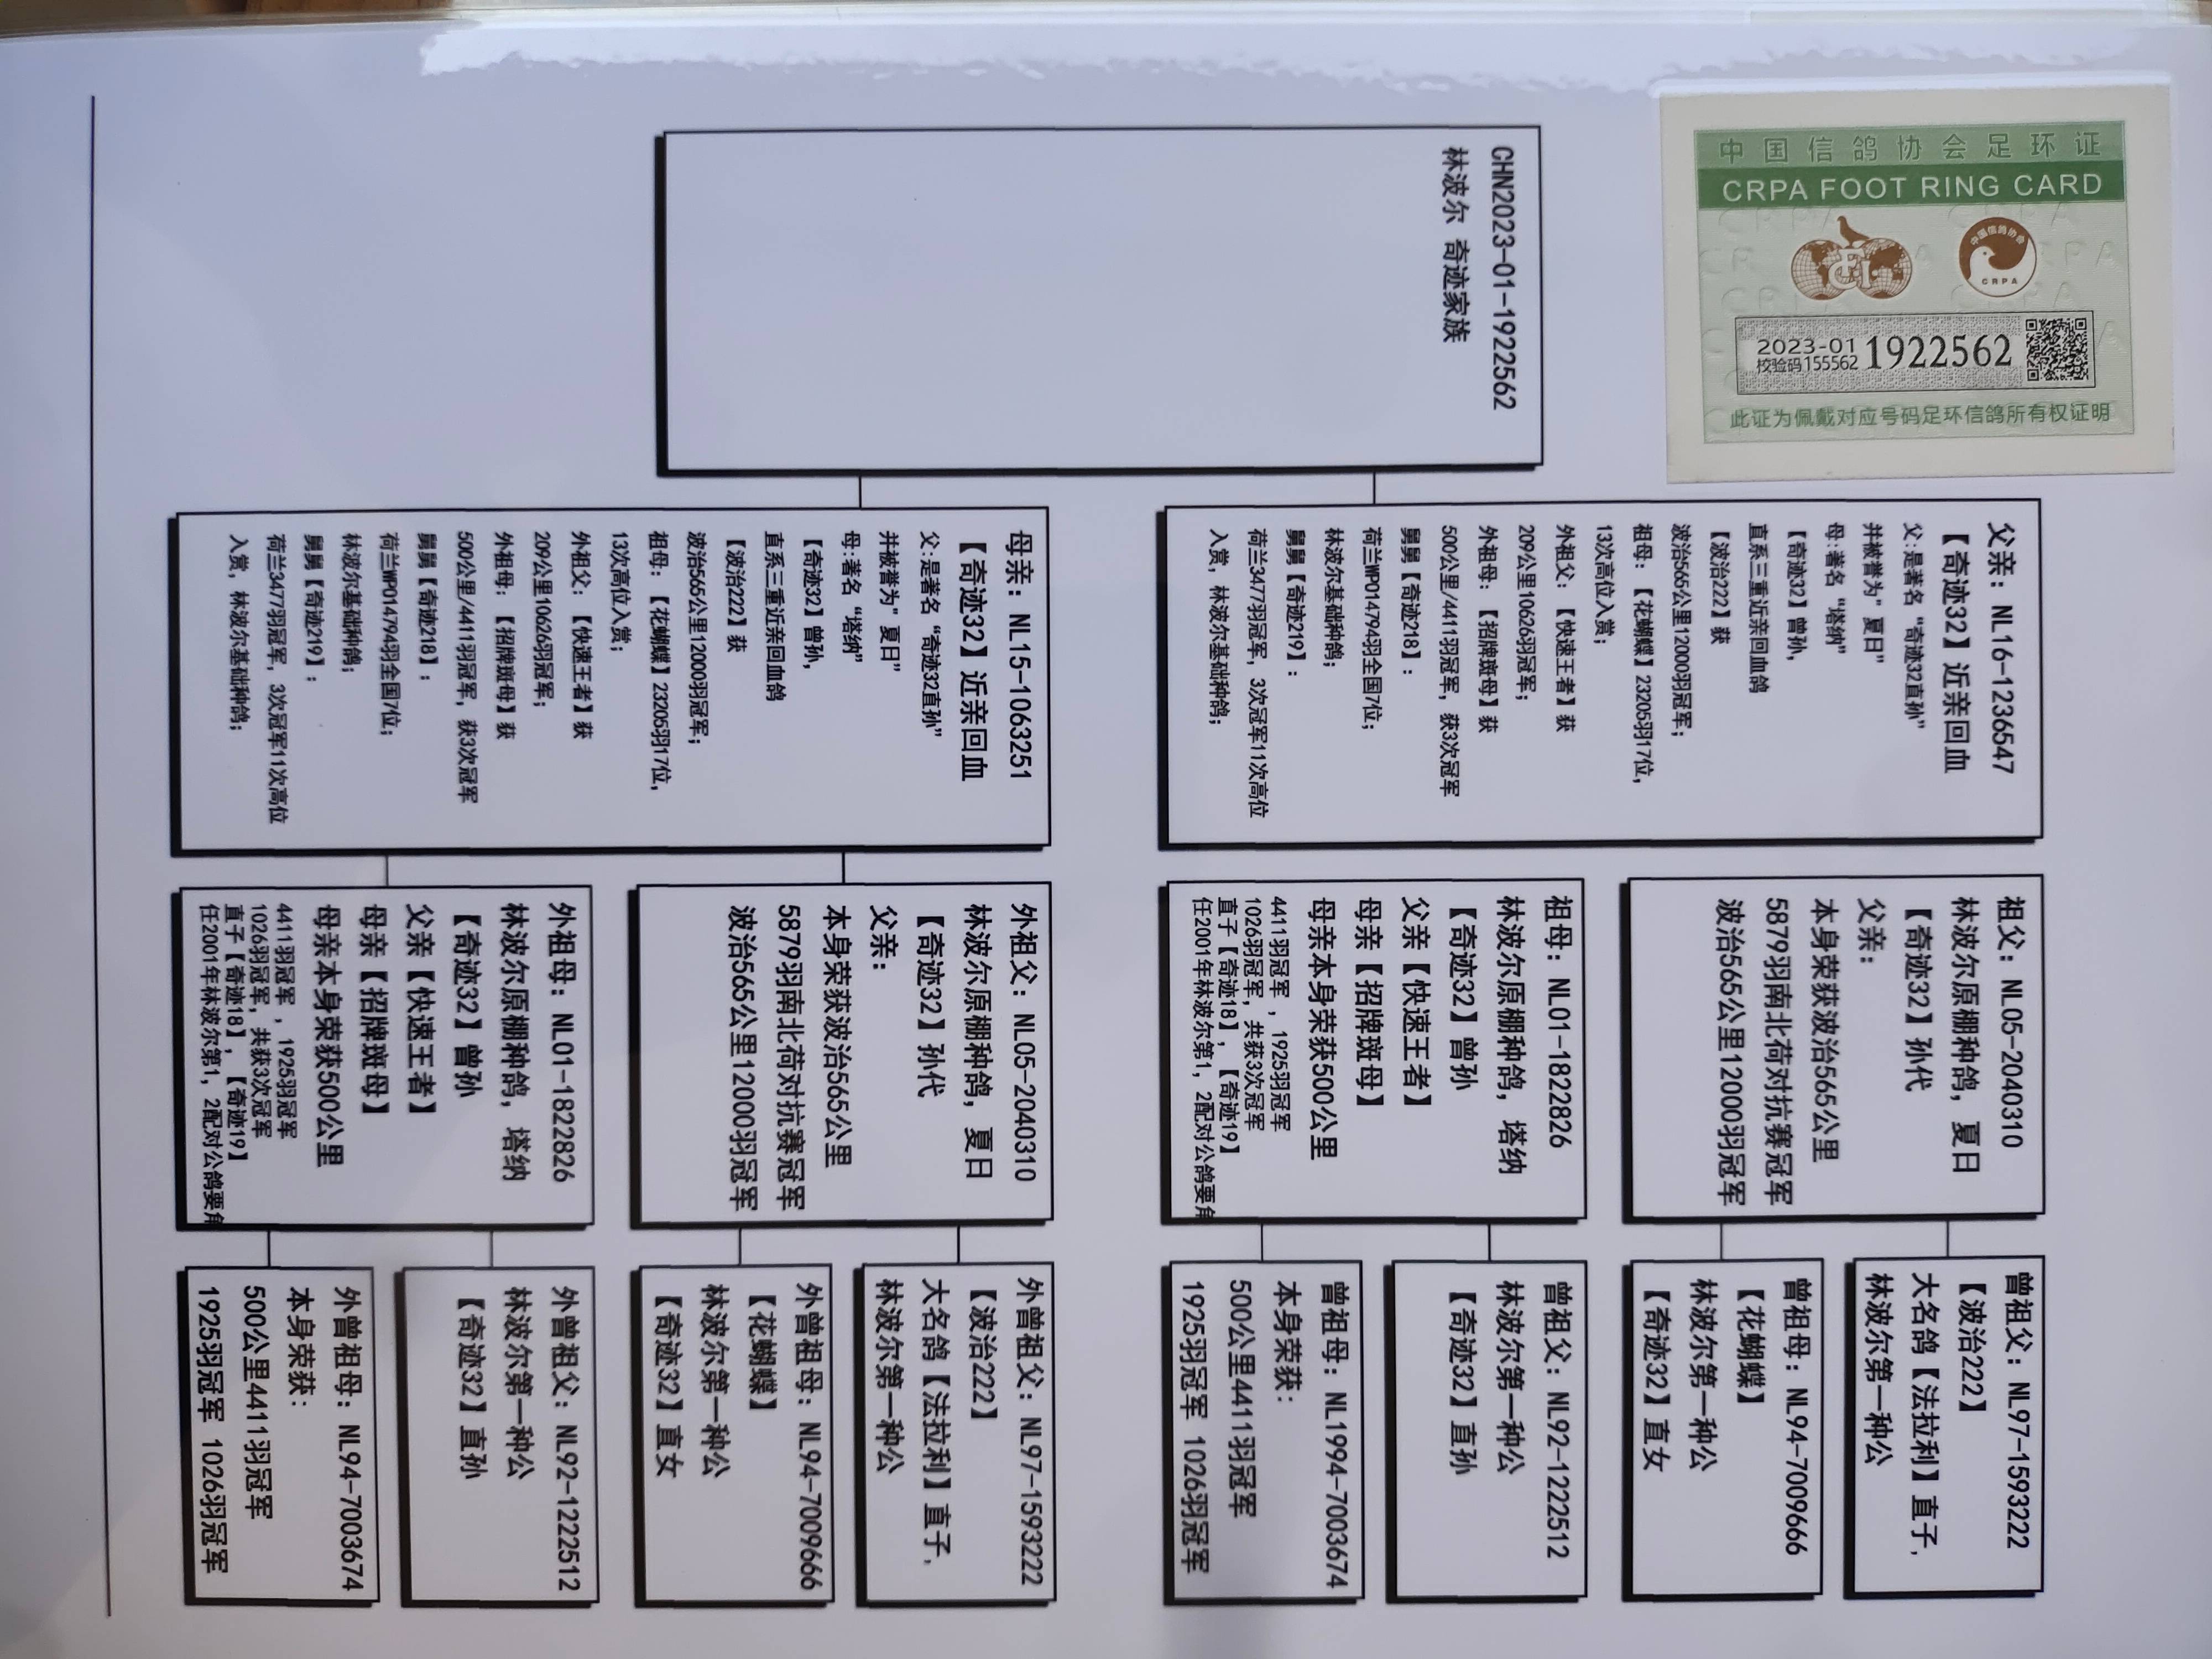 中国信鸽协会足环证
CRPA FOOT RING CARD
中国信鸽协会
CRPA
FCI
2023-01
校验码155562
1922562
此证为佩戴对应号码足环信鸽所有权证明
CHN2023-01-1922562
林波尔 奇迹家族
父亲：NL16-1236547
【奇迹32】近亲回血
父:是著名“奇迹32直孙”
并被誉为“夏日”
母:著名“塔纳”
【奇迹32】曾孙,
直系三重近亲回血鸽
【波治222】获
波治565公里12000羽冠军；
祖母：【花蝴蝶】23205羽17位,
13次高位入赏；
外祖父：【快速王者】获
209公里10626羽冠军；
外祖母：【招牌斑母】获
500公里/4411羽冠军，获3次冠军
舅舅【奇迹218】：
荷兰WPO14794羽全国7位；
林波尔基础种鸽；
舅舅【奇迹219】：
荷兰3477羽冠军，3次冠军11次高位
入赏，林波尔基础种鸽；
母亲：NL15-1063251
【奇迹32】近亲回血
父:是著名“奇迹32直孙”
并被誉为“夏日”
母:著名“塔纳”
【奇迹32】曾孙,
直系三重近亲回血鸽
【波治222】获
波治565公里12000羽冠军；
祖母：【花蝴蝶】23205羽17位,
13次高位入赏；
外祖父：【快速王者】获
209公里10626羽冠军；
外祖母：【招牌斑母】获
500公里/4411羽冠军，获3次冠军
舅舅【奇迹218】：
荷兰WPO14794羽全国7位；
林波尔基础种鸽；
舅舅【奇迹219】：
荷兰3477羽冠军，3次冠军11次高位
入赏，林波尔基础种鸽；
祖父：NL05-2040310
林波尔原棚种鸽，夏日
【奇迹32】孙代
父亲：
本身荣获波治565公里
5879羽南北荷对抗赛冠军
波治565公里12000羽冠军
祖母：NL01-1822826
林波尔原棚种鸽，塔纳
【奇迹32】曾孙
父亲【快速王者】
母亲【招牌斑母】
母亲本身荣获500公里
4411羽冠军，1925羽冠军
1026羽冠军，共获3次冠军
直子【奇迹18】，【奇迹19】
任2001年林波尔第1，2配对公鸽要角
外祖父：NL05-2040310
林波尔原棚种鸽，夏日
【奇迹32】孙代
父亲：
本身荣获波治565公里
5879羽南北荷对抗赛冠军
波治565公里12000羽冠军
外祖母：NL01-1822826
林波尔原棚种鸽，塔纳
【奇迹32】曾孙
父亲【快速王者】
母亲【招牌斑母】
母亲本身荣获500公里
4411羽冠军，1925羽冠军
1026羽冠军，共获3次冠军
直子【奇迹18】，【奇迹19】
任2001年林波尔第1，2配对公鸽要角
曾祖父：NL97-1593222
【波治222】
大名鸽【法拉利】直子,
林波尔第一种公
曾祖母：NL94-7009666
【花蝴蝶】
林波尔第一种公
【奇迹32】直女
曾祖父：NL92-1222512
林波尔第一种公
【奇迹32】直孙
曾祖母：NL1994-7003674
本身荣获：
500公里4411羽冠军
1925羽冠军 1026羽冠军
外曾祖父：NL97-1593222
【波治222】
大名鸽【法拉利】直子,
林波尔第一种公
外曾祖母：NL94-7009666
【花蝴蝶】
林波尔第一种公
【奇迹32】直女
外曾祖父：NL92-1222512
林波尔第一种公
【奇迹32】直孙
外曾祖母：NL94-7003674
本身荣获：
500公里4411羽冠军
1925羽冠军 1026羽冠军